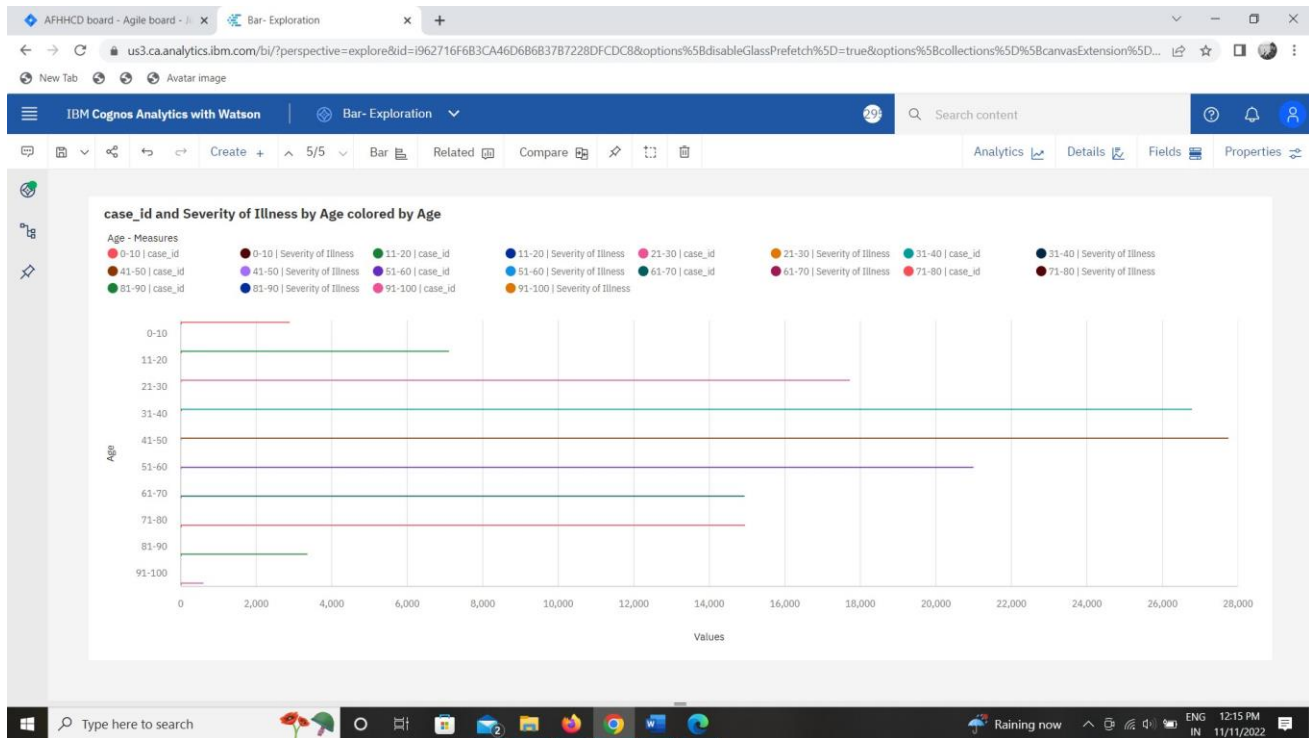 AFHHCD board - Agile board - Ji
Bar- Exploration
us3.ca.analytics.ibm.com/bi/?perspective=explore&id=i962716F6B3CA46D6B6B37B7228DFCDC8&options%5BdisableGlassPrefetch%5D=true&options%5Bcollections%5D%5BcanvasExtension%5D...
New Tab Avatar image
IBM Cognos Analytics with Watson Bar- Exploration Search content
Create + 5/5 Bar Related Compare Analytics Details Fields Properties
case_id and Severity of Illness by Age colored by Age
Age - Measures
0-10 | case_id 0-10 | Severity of Illness 11-20 | case_id 11-20 | Severity of Illness 21-30 | case_id 21-30 | Severity of Illness 31-40 | case_id 31-40 | Severity of Illness
41-50 | case_id 41-50 | Severity of Illness 51-60 | case_id 51-60 | Severity of Illness 61-70 | case_id 61-70 | Severity of Illness 71-80 | case_id 71-80 | Severity of Illness
81-90 | case_id 81-90 | Severity of Illness 91-100 | case_id 91-100 | Severity of Illness
0-10
11-20
21-30
31-40
41-50
Age
51-60
61-70
71-80
81-90
91-100
0 2,000 4,000 6,000 8,000 10,000 12,000 14,000 16,000 18,000 20,000 22,000 24,000 26,000 28,000
Values
Type here to search
2
Raining now
ENG
IN
12:15 PM
11/11/2022